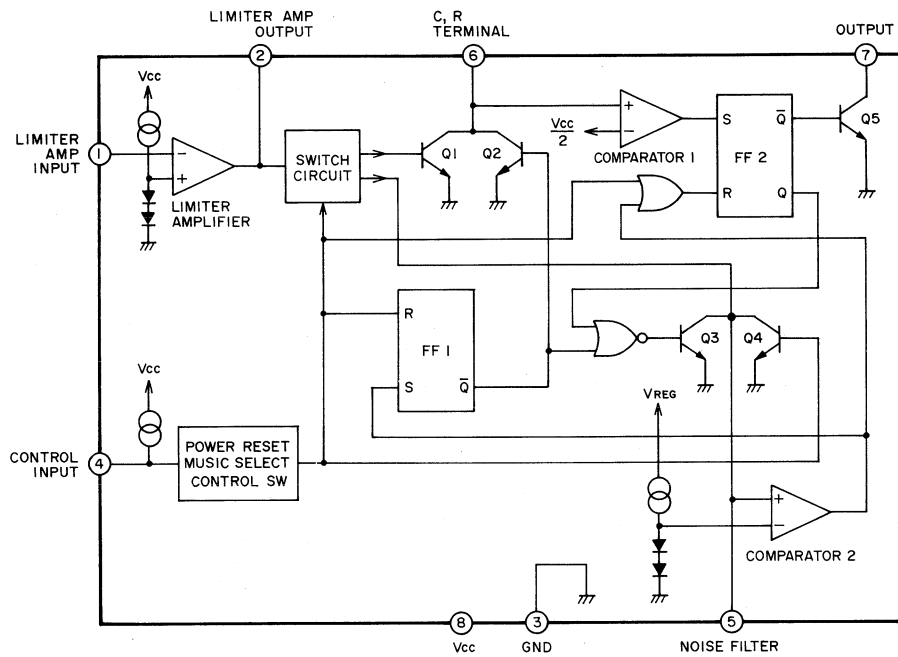 LIMITER AMP
OUTPUT
C, R
TERMINAL
OUTPUT
2
6
7
Vcc
LIMITER
AMP
INPUT
1
−
+
LIMITER
AMPLIFIER
SWITCH
CIRCUIT
Q1
Q2
+
−
Vcc
2
COMPARATOR 1
S
Q̅
R
Q
FF 2
Q5
R
FF 1
S
Q̅
Q3
Q4
Vcc
VREG
CONTROL
INPUT
4
POWER RESET
MUSIC SELECT
CONTROL SW
+
−
COMPARATOR 2
8
Vcc
3
GND
5
NOISE FILTER